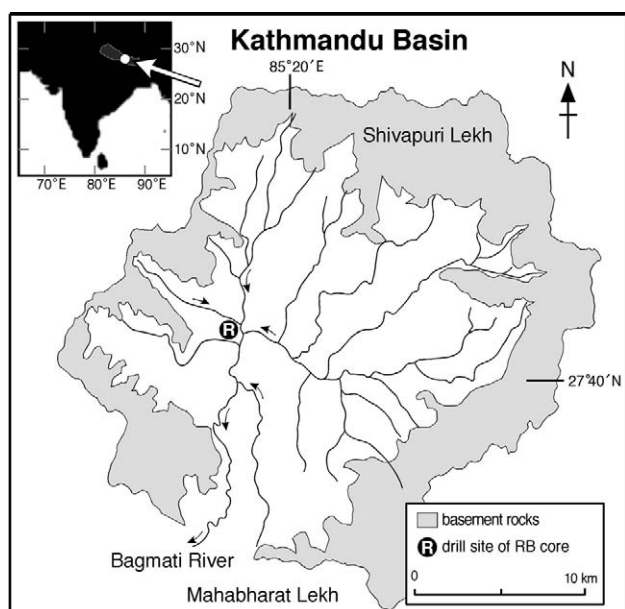 Kathmandu Basin
85°20´E
30°N
20°N
10°N
70°E
80°E
90°E
N
Shivapuri Lekh
R
27°40´N
Bagmati River
Mahabharat Lekh
basement rocks
R drill site of RB core
0 10 km